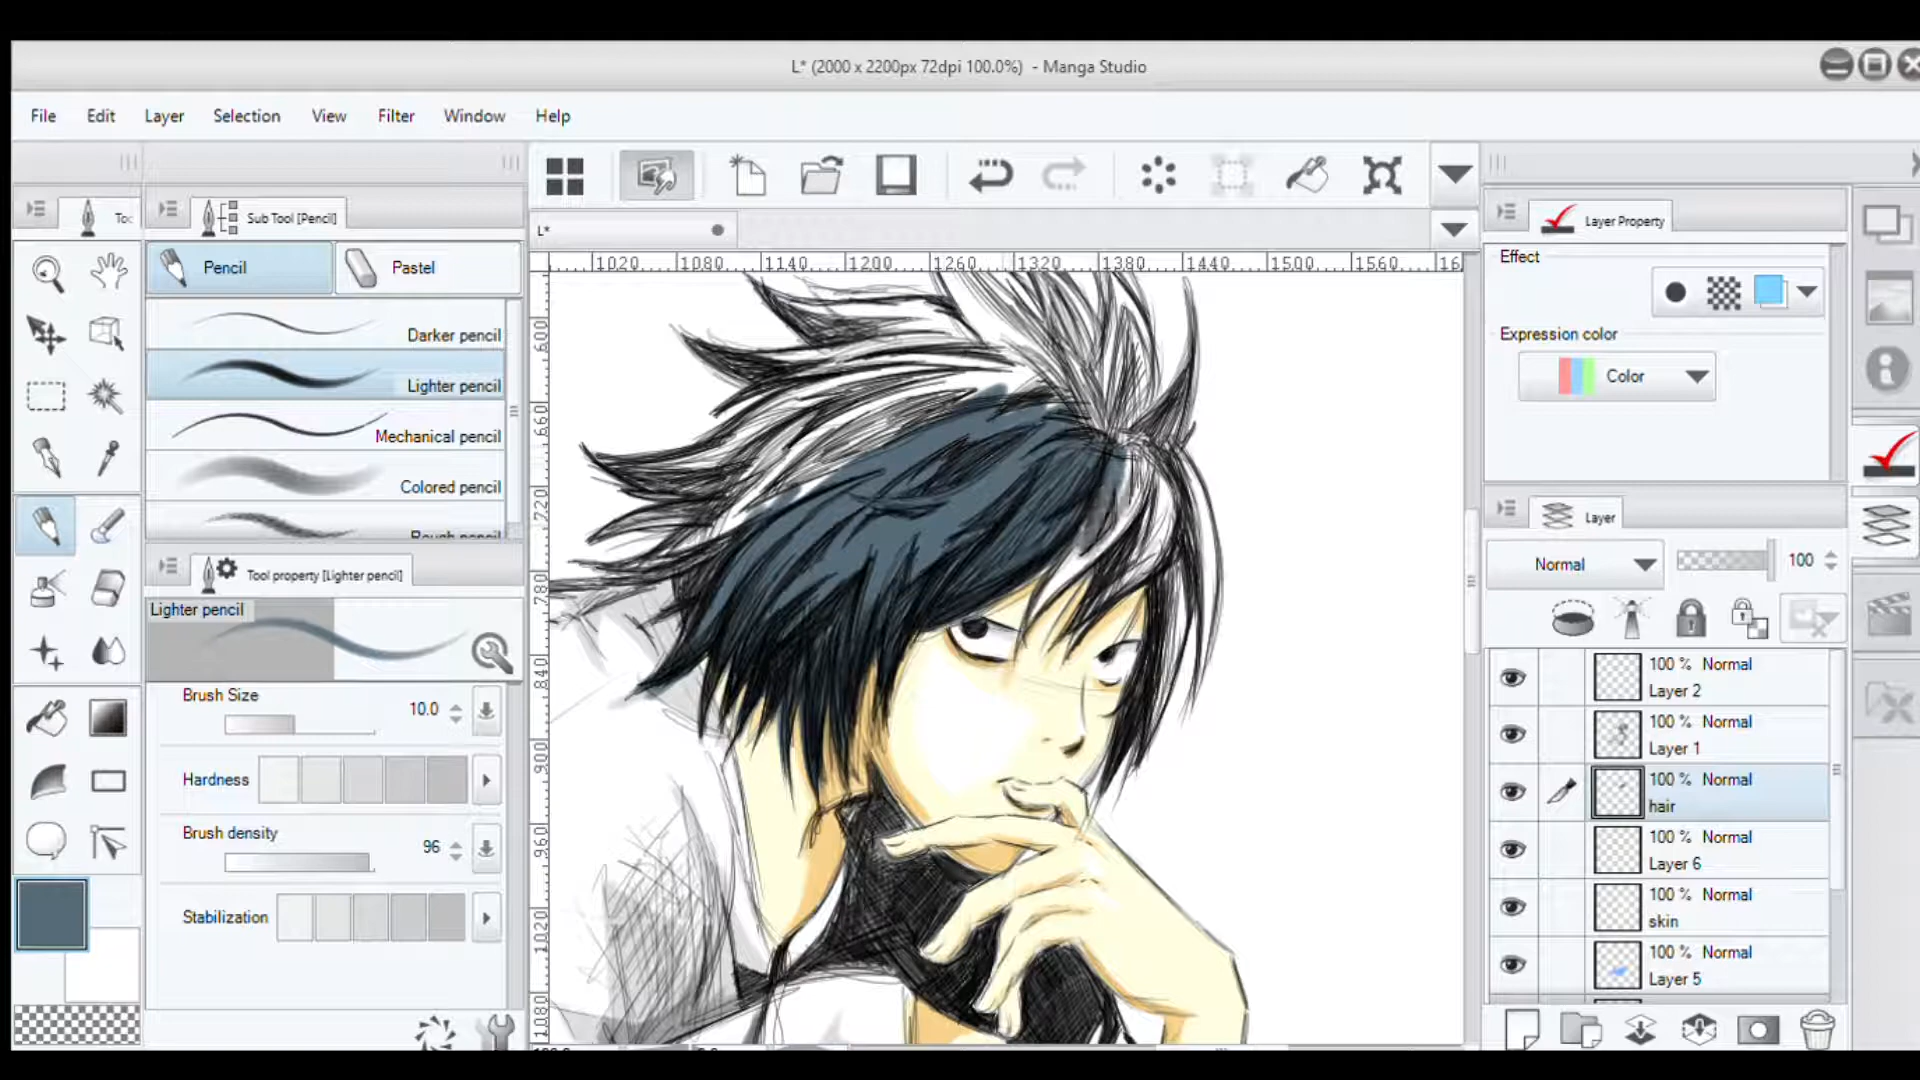 L* (2000 x 2200px 72dpi 100.0%) - Manga Studio
File Edit Layer Selection View Filter Window Help
Sub Tool [Pencil]
Pencil Pastel
Darker pencil
Lighter pencil
Mechanical pencil
Colored pencil
Tool property [Lighter pencil]
Lighter pencil
Brush Size 10.0
Hardness
Brush density 96
Stabilization
L*
1020 1080 1140 1200 1260 1320 1380 1440 1500 1560
600
660
720
780
840
900
960
1020
1080
Layer Property
Effect
Expression color
Color
Layer
Normal 100
100 % Normal
Layer 2
100 % Normal
Layer 1
100 % Normal
hair
100 % Normal
Layer 6
100 % Normal
skin
100 % Normal
Layer 5